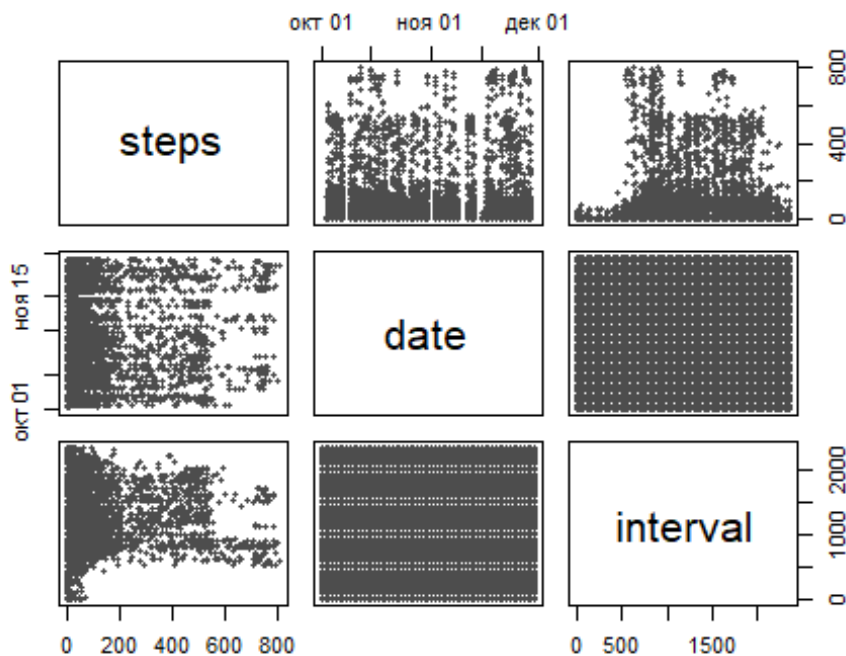 окт 01 ноя 01 дек 01
steps
0 400 800
окт 01 ноя 15
date
interval
0 1000 2000
0 200 400 600 800
0 500 1500